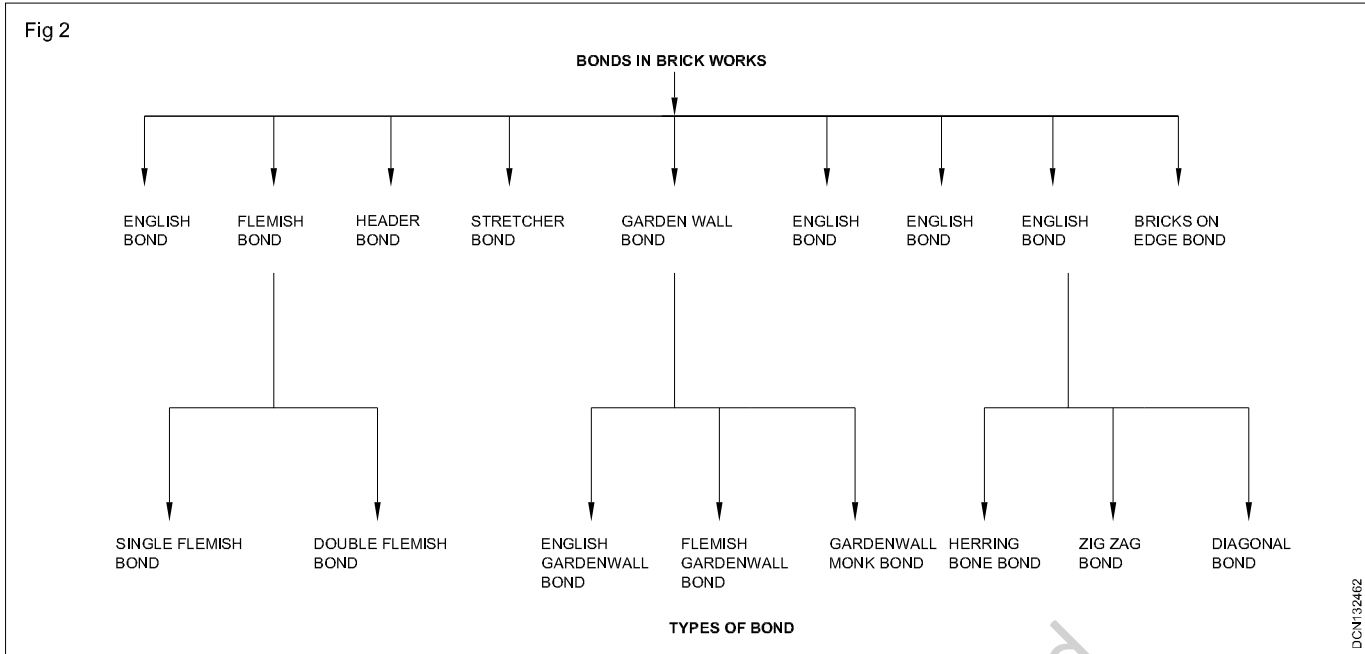 Fig 2
BONDS IN BRICK WORKS
ENGLISH
BOND
FLEMISH
BOND
HEADER
BOND
STRETCHER
BOND
GARDEN WALL
BOND
ENGLISH
BOND
ENGLISH
BOND
ENGLISH
BOND
BRICKS ON
EDGE BOND
SINGLE FLEMISH
BOND
DOUBLE FLEMISH
BOND
ENGLISH
GARDENWALL
BOND
FLEMISH
GARDENWALL
BOND
GARDENWALL
MONK BOND
HERRING
BONE BOND
ZIG ZAG
BOND
DIAGONAL
BOND
TYPES OF BOND
DCN132462